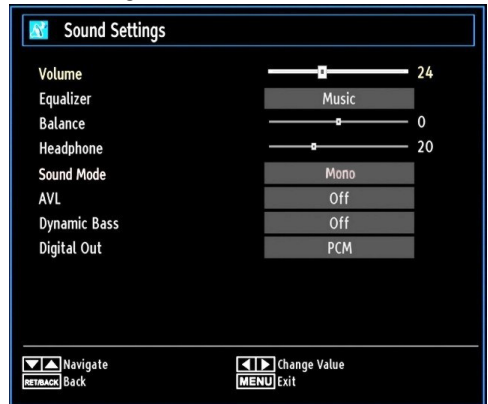 Sound Settings
Volume 24
Equalizer Music
Balance 0
Headphone 20
Sound Mode Mono
AVL Off
Dynamic Bass Off
Digital Out PCM
Navigate Change Value
RET/BACK Back MENU Exit